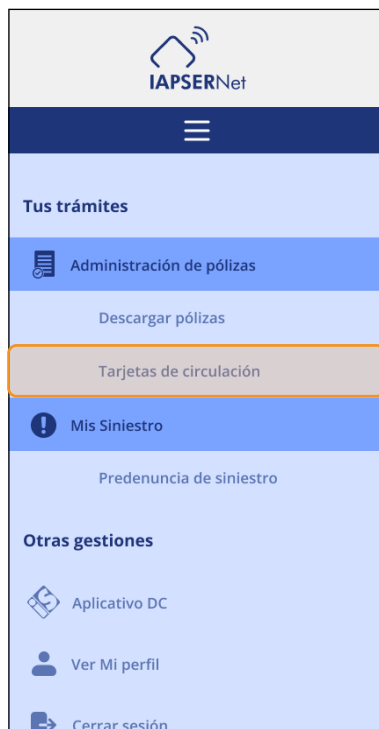 IAPSERNet
Tus trámites
Administración de pólizas
Descargar pólizas
Tarjetas de circulación
Mis Siniestro
Predenuncia de siniestro
Otras gestiones
Aplicativo DC
Ver Mi perfil
Cerrar sesión